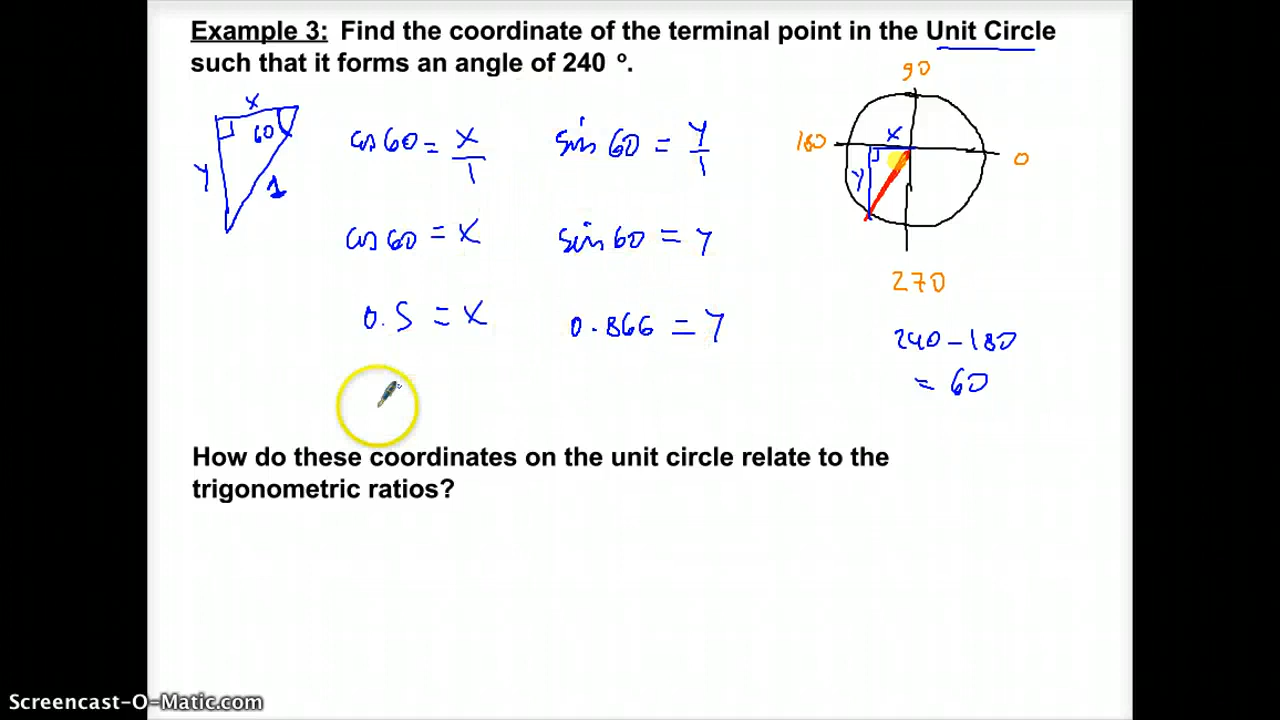 Example 3: Find the coordinate of the terminal point in the Unit Circle
such that it forms an angle of 240 °.
90
180
0
270
x
y
x
60
y
1
cos 60 = x/1
sin 60 = y/1
cos 60 = x
sin 60 = y
0.5 = x
0.866 = y
240 - 180
= 60
How do these coordinates on the unit circle relate to the
trigonometric ratios?
Screencast-O-Matic.com